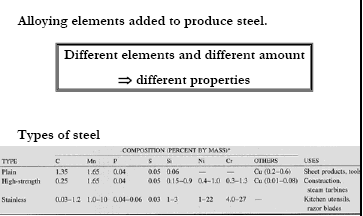 Alloying elements added to produce steel.
Different elements and different amount
⇒ different properties
Types of steel
COMPOSITION (PERCENT BY MASS)*
TYPE C Mn P S Si Ni Cr OTHERS USES
Plain 1.35 1.65 0.04 0.05 0.06 — — Cu (0.2-0.6) Sheet products, tools
High-strength 0.25 1.65 0.04 0.05 0.15-0.9 0.4-1.0 0.3-1.3 Cu (0.01-0.08) Construction,
steam turbines
Stainless 0.03-1.2 1.0-10 0.04-0.06 0.03 1-3 1-22 4.0-27 — Kitchen utensils,
razor blades